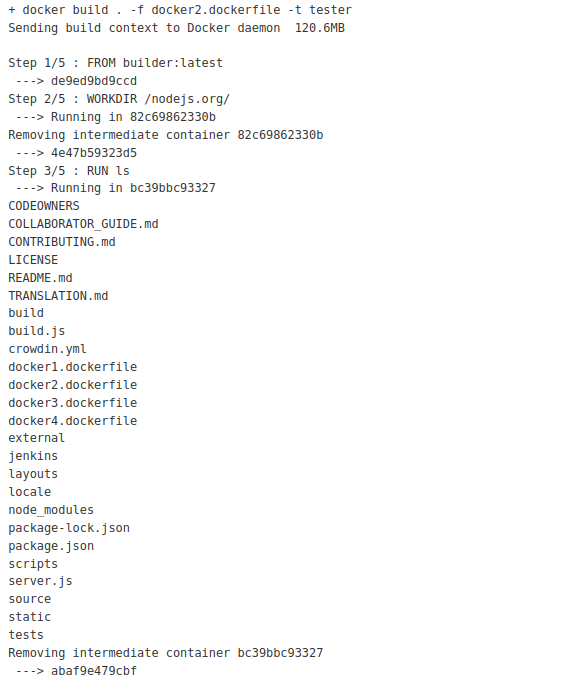 + docker build . -f docker2.dockerfile -t tester
Sending build context to Docker daemon  120.6MB
Step 1/5 : FROM builder:latest
 ---> de9ed9bd9ccd
Step 2/5 : WORKDIR /nodejs.org/
 ---> Running in 82c69862330b
Removing intermediate container 82c69862330b
 ---> 4e47b59323d5
Step 3/5 : RUN ls
 ---> Running in bc39bbc93327
CODEOWNERS
COLLABORATOR_GUIDE.md
CONTRIBUTING.md
LICENSE
README.md
TRANSLATION.md
build
build.js
crowdin.yml
docker1.dockerfile
docker2.dockerfile
docker3.dockerfile
docker4.dockerfile
external
jenkins
layouts
locale
node_modules
package-lock.json
package.json
scripts
server.js
source
static
tests
Removing intermediate container bc39bbc93327
 ---> abaf9e479cbf